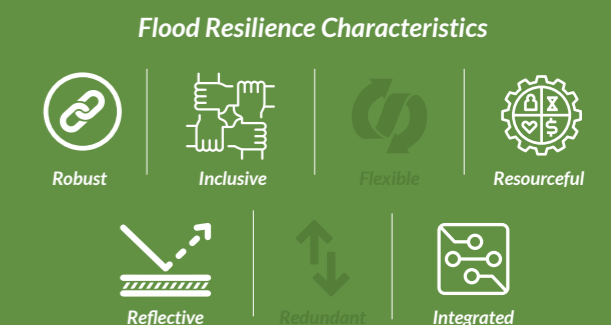 Flood Resilience Characteristics
Robust
Inclusive
Flexible
Resourceful
Reflective
Redundant
Integrated